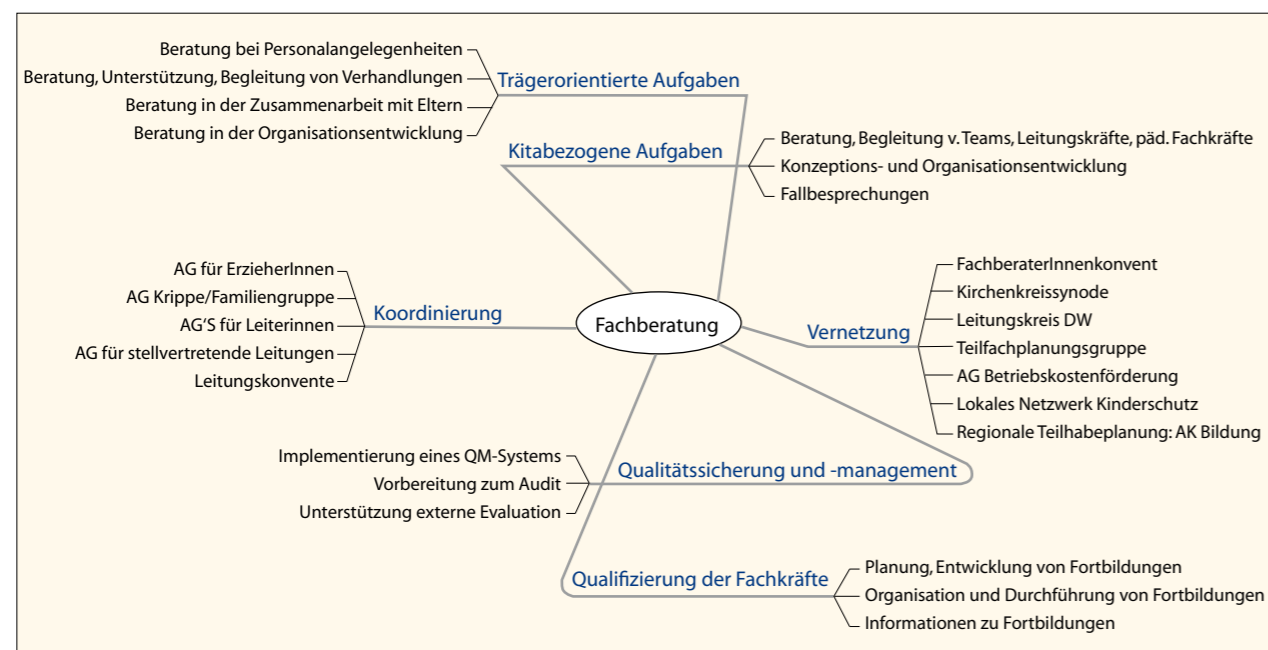 Beratung bei Personalangelegenheiten
Beratung, Unterstützung, Begleitung von Verhandlungen
Beratung in der Zusammenarbeit mit Eltern
Beratung in der Organisationsentwicklung
Trägerorientierte Aufgaben
Kitabezogene Aufgaben
Beratung, Begleitung v. Teams, Leitungskräfte, päd. Fachkräfte
Konzeptions- und Organisationsentwicklung
Fallbesprechungen
AG für ErzieherInnen
AG Krippe/Familiengruppe
AG'S für Leiterinnen
AG für stellvertretende Leitungen
Leitungskonvente
Koordinierung
Fachberatung
Vernetzung
FachberaterInnenkonvent
Kirchenkreissynode
Leitungskreis DW
Teilfachplanungsgruppe
AG Betriebskostenförderung
Lokales Netzwerk Kinderschutz
Regionale Teilhabeplanung: AK Bildung
Implementierung eines QM-Systems
Vorbereitung zum Audit
Unterstützung externe Evaluation
Qualitätssicherung und -management
Qualifizierung der Fachkräfte
Planung, Entwicklung von Fortbildungen
Organisation und Durchführung von Fortbildungen
Informationen zu Fortbildungen